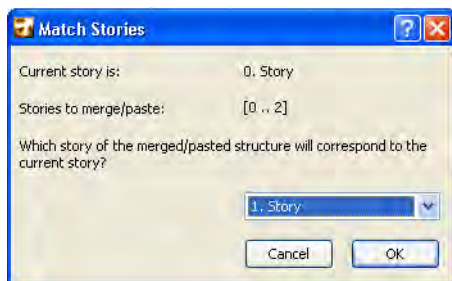 Match Stories
Current story is: 0. Story
Stories to merge/paste: [0 .. 2]
Which story of the merged/pasted structure will correspond to the
current story?
1. Story
Cancel OK